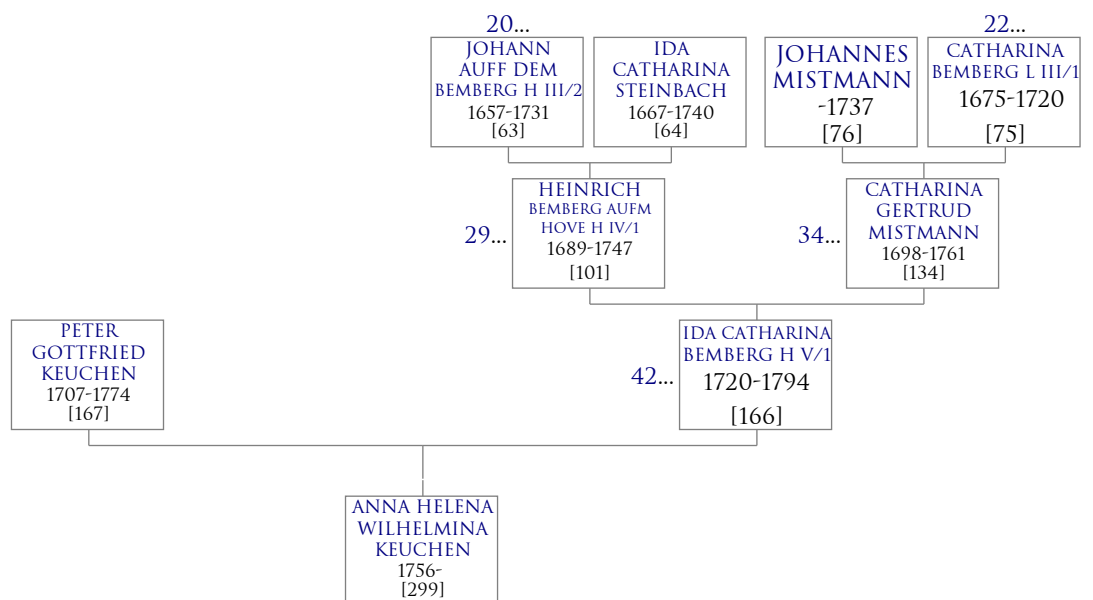 20...
JOHANN
AUFF DEM
BEMBERG H III/2
1657-1731
[63]
IDA
CATHARINA
STEINBACH
1667-1740
[64]
JOHANNES
MISTMANN
-1737
[76]
22...
CATHARINA
BEMBERG L III/1
1675-1720
[75]
29...
HEINRICH
BEMBERG AUFM
HOVE H IV/1
1689-1747
[101]
34...
CATHARINA
GERTRUD
MISTMANN
1698-1761
[134]
PETER
GOTTFRIED
KEUCHEN
1707-1774
[167]
42...
IDA CATHARINA
BEMBERG H V/1
1720-1794
[166]
ANNA HELENA
WILHELMINA
KEUCHEN
1756-
[299]